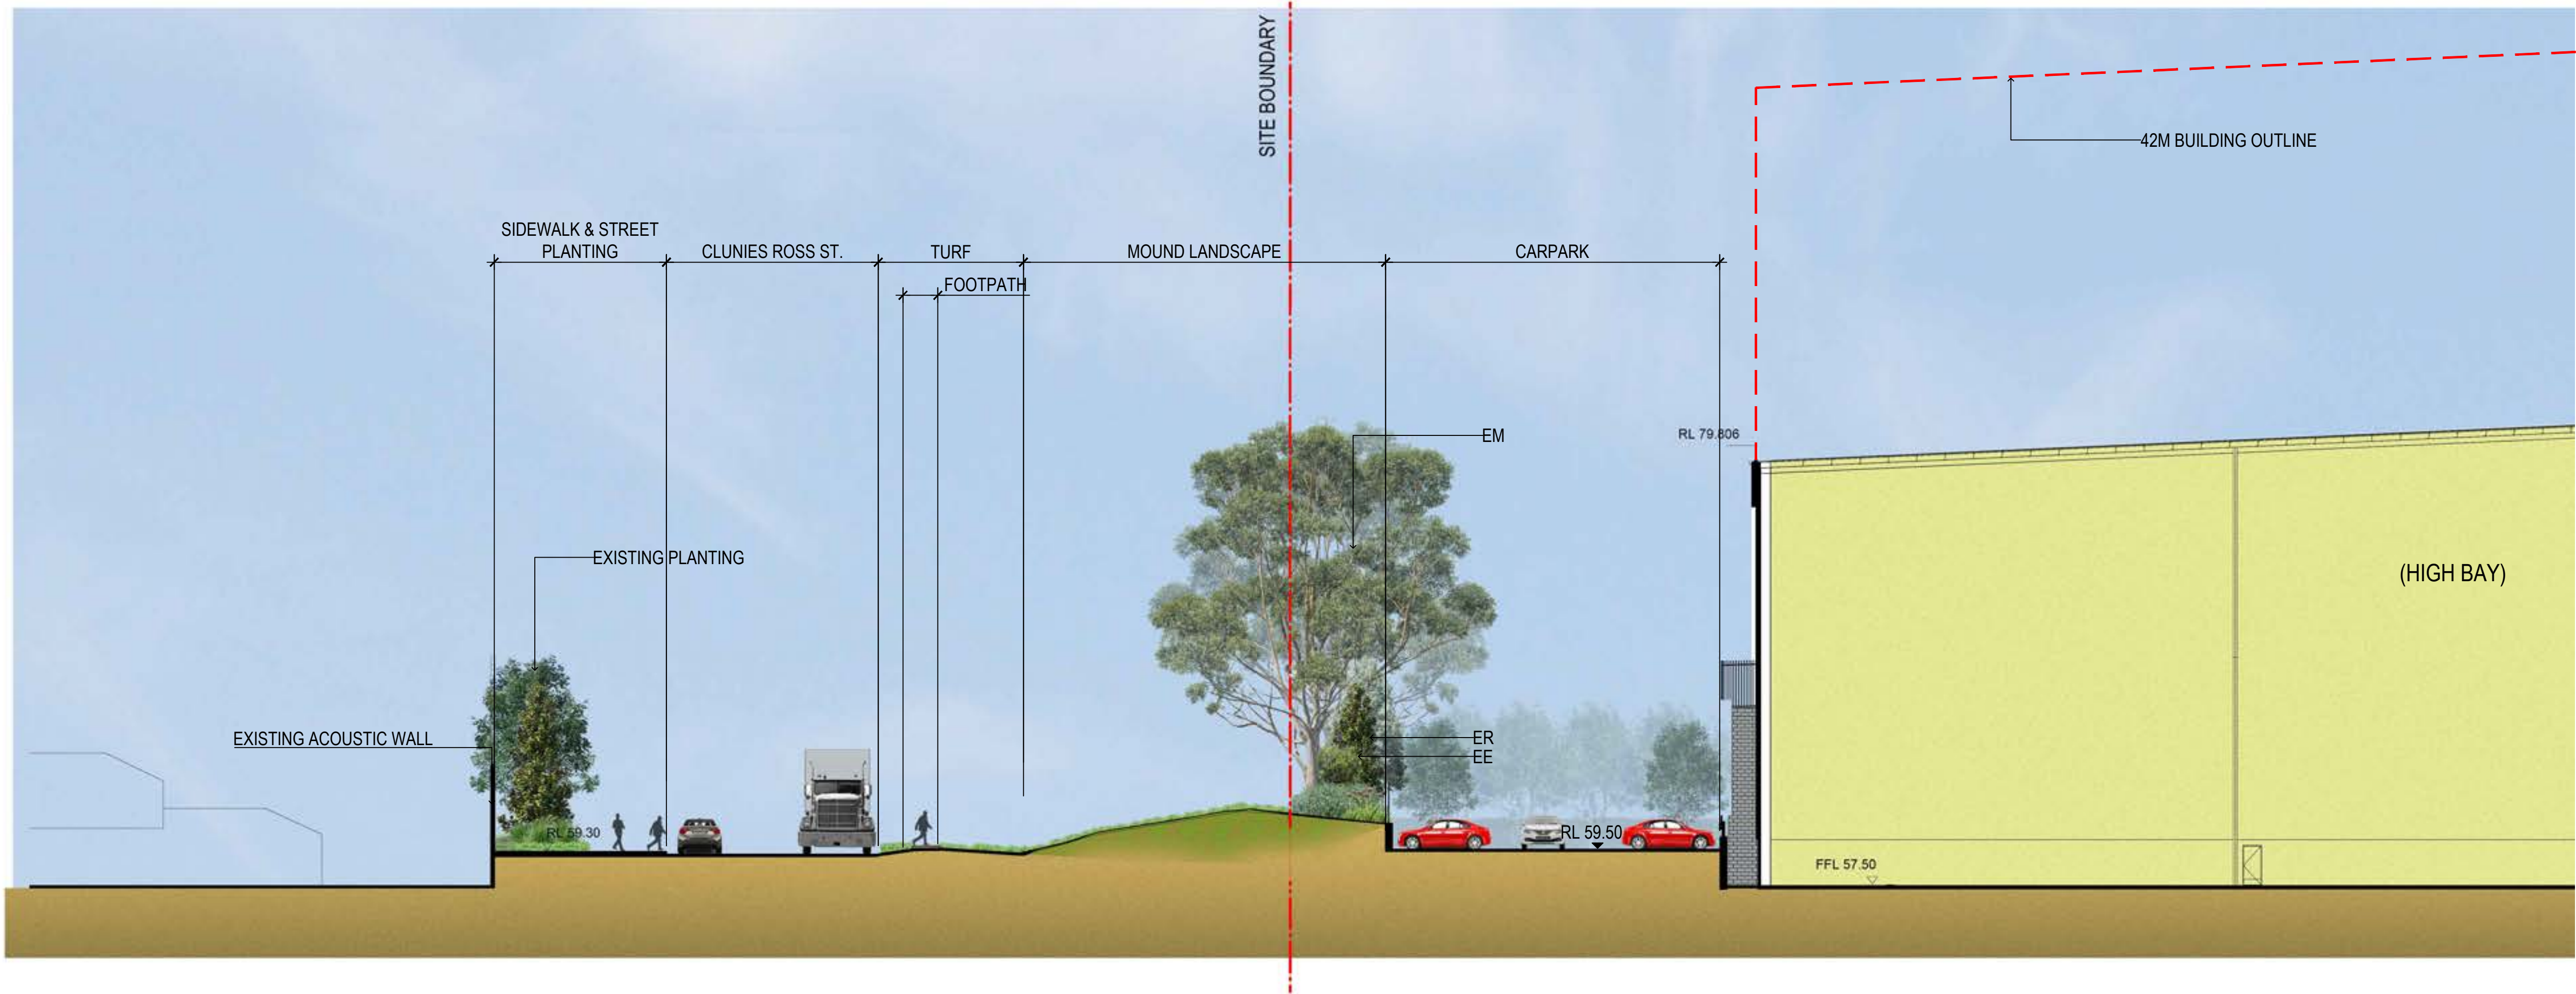 SITE BOUNDARY
42M BUILDING OUTLINE
SIDEWALK & STREET
PLANTING
CLUNIES ROSS ST.
TURF
MOUND LANDSCAPE
CARPARK
FOOTPATH
EM
RL 79.806
EXISTING PLANTING
(HIGH BAY)
EXISTING ACOUSTIC WALL
ER
EE
RL 59.30
RL 59.50
FFL 57.50